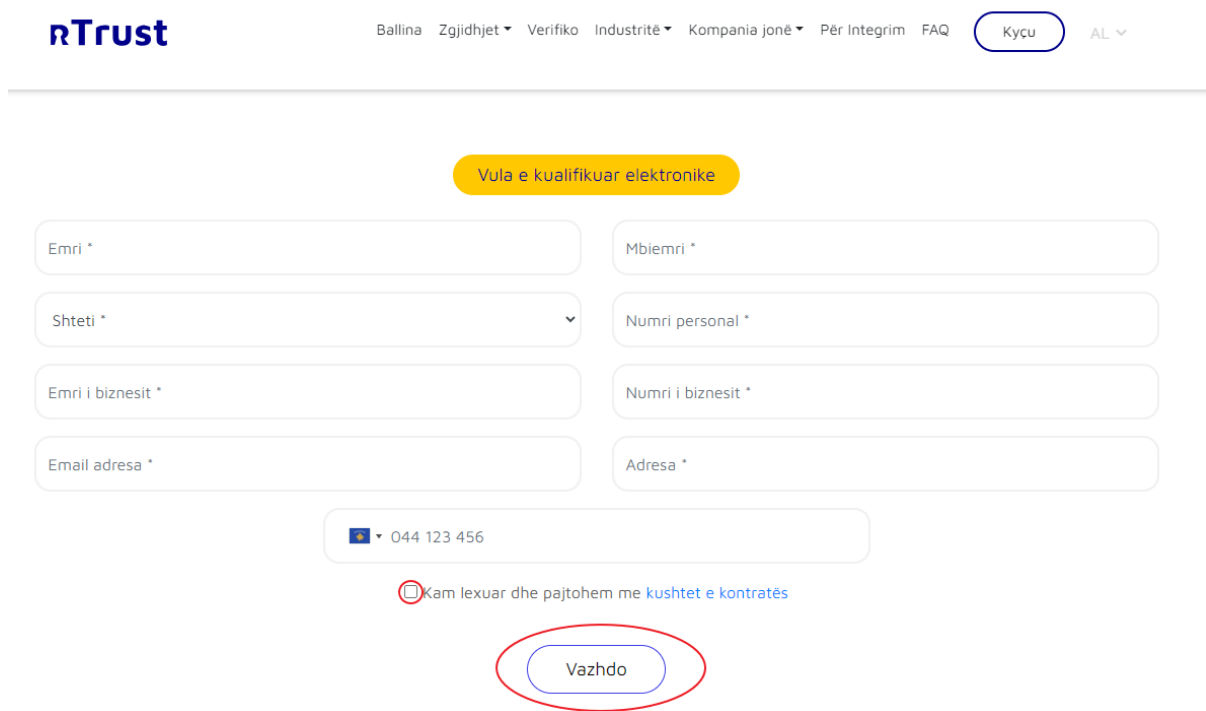 rTrust
Ballina Zgjidhjet Verifiko Industritë Kompania jonë Për Integrim FAQ Kyçu AL
Vula e kualifikuar elektronike
Emri * Mbiemri *
Shteti * Numri personal *
Emri i biznesit * Numri i biznesit *
Email adresa * Adresa *
044 123 456
Kam lexuar dhe pajtohem me kushtet e kontratës
Vazhdo